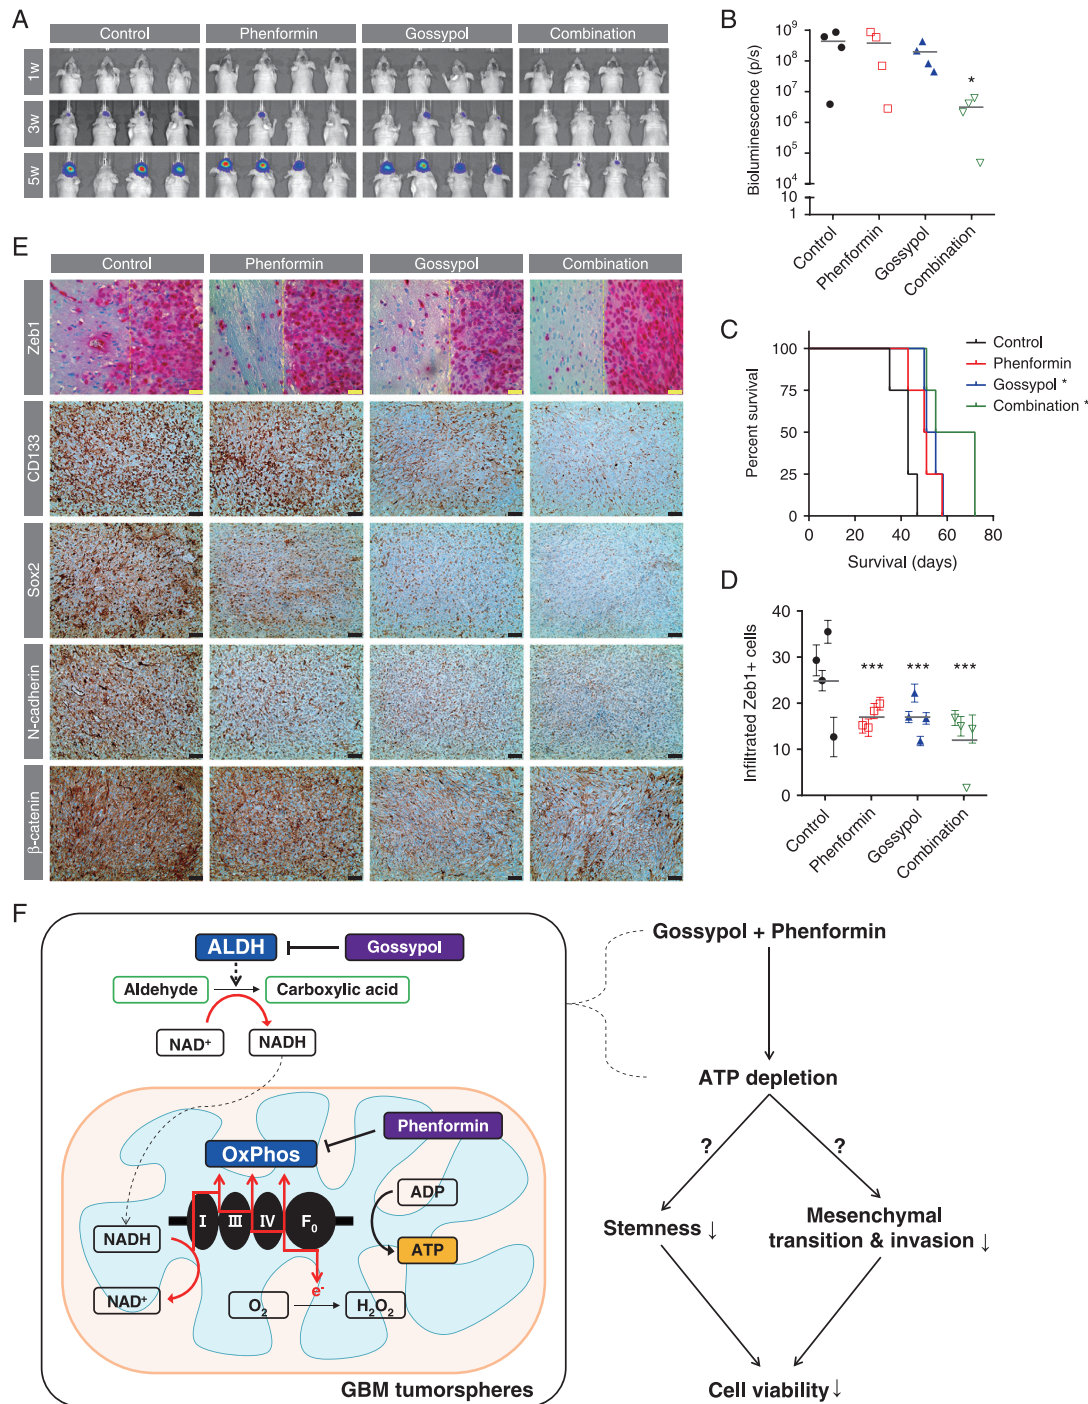 A
Control
Phenformin
Gossypol
Combination
1w
3w
5w
B
Bioluminescence (p/s)
10⁹
10⁸
10⁷
10⁶
10⁵
10⁴
10
1
*
Control
Phenformin
Gossypol
Combination
C
Percent survival
100
75
50
25
0
0
20
40
60
80
Survival (days)
Control
Phenformin
Gossypol *
Combination *
D
Infiltrated Zeb1+ cells
40
30
20
10
0
***
***
***
Control
Phenformin
Gossypol
Combination
E
Control
Phenformin
Gossypol
Combination
Zeb1
CD133
Sox2
N-cadherin
β-catenin
F
ALDH
Gossypol
Aldehyde
Carboxylic acid
NAD⁺
NADH
Phenformin
OxPhos
I
III
IV
F₀
ADP
ATP
NADH
NAD⁺
e⁻
O₂
H₂O₂
GBM tumorspheres
Gossypol + Phenformin
ATP depletion
?
?
Stemness ↓
Mesenchymal
transition & invasion ↓
Cell viability ↓